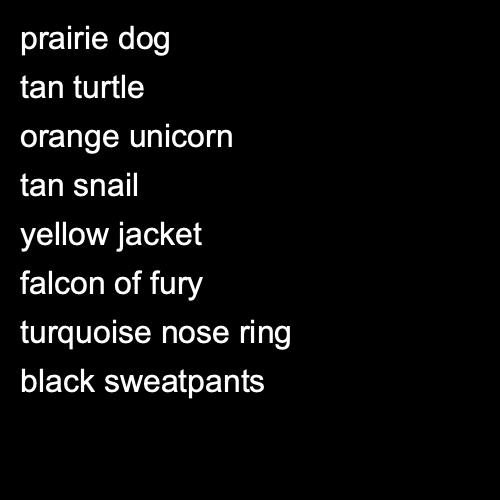 prairie dog
tan turtle
orange unicorn
tan snail
yellow jacket
falcon of fury
turquoise nose ring
black sweatpants